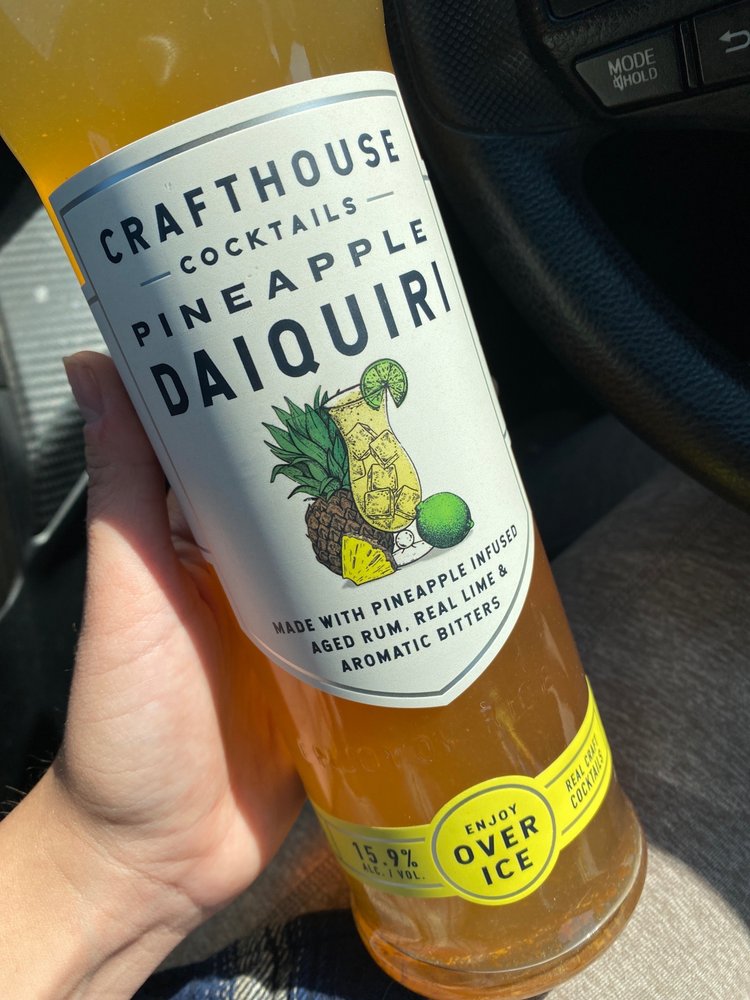 MODE
HOLD
CRAFTHOUSE
COCKTAILS
PINEAPPLE
DAIQUIRI
MADE WITH PINEAPPLE INFUSED
AGED RUM, REAL LIME &
AROMATIC BITTERS
15.9%
ALC. / VOL.
ENJOY
OVER
ICE
REAL CRAFT
COCKTAILS